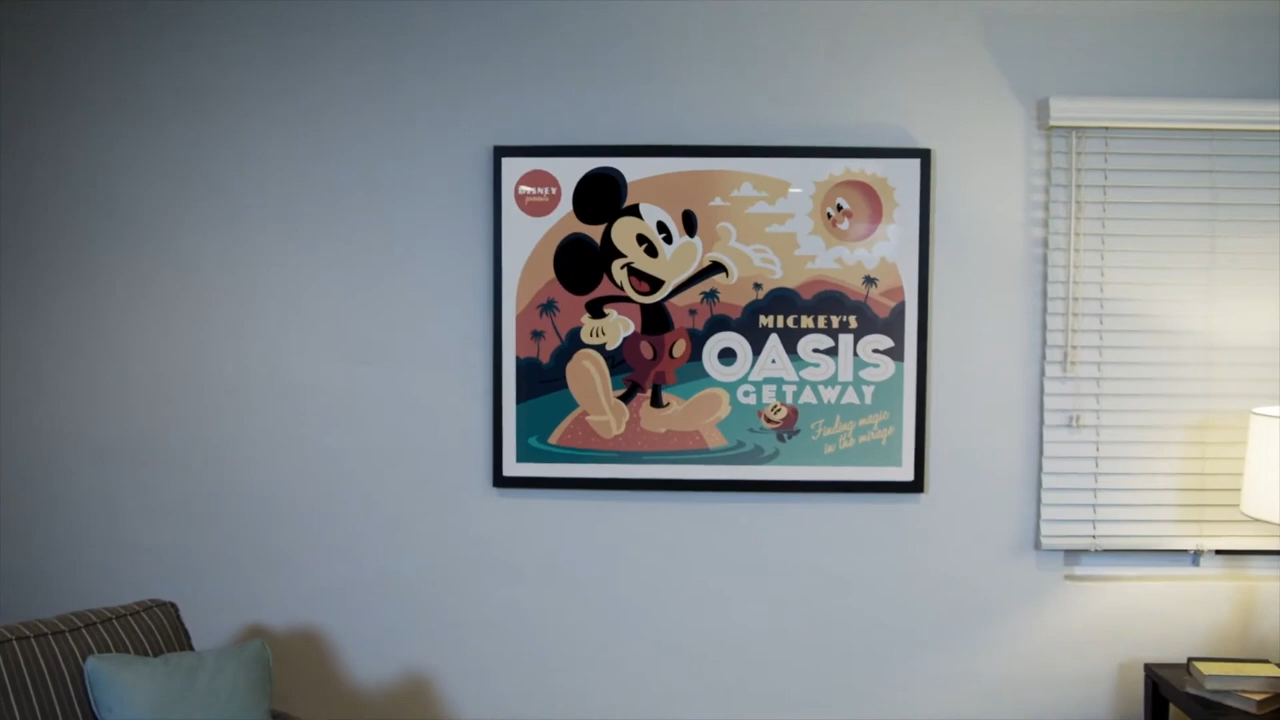 DISNEY
presents
MICKEY'S
OASIS
GETAWAY
Finding magic
in the mirage